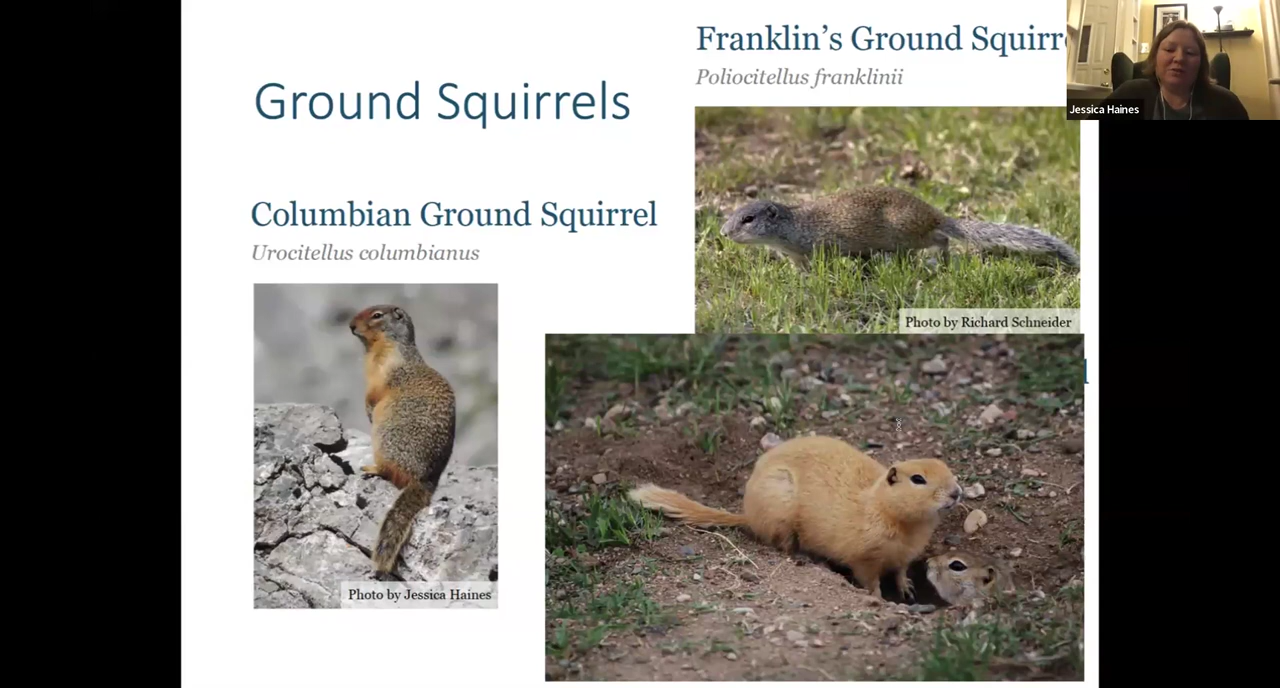 Ground Squirrels
Columbian Ground Squirrel
Urocitellus columbianus
Photo by Jessica Haines
Franklin's Ground
Poliocitellus franklinii
Photo by Richard Schneider
Jessica Haines